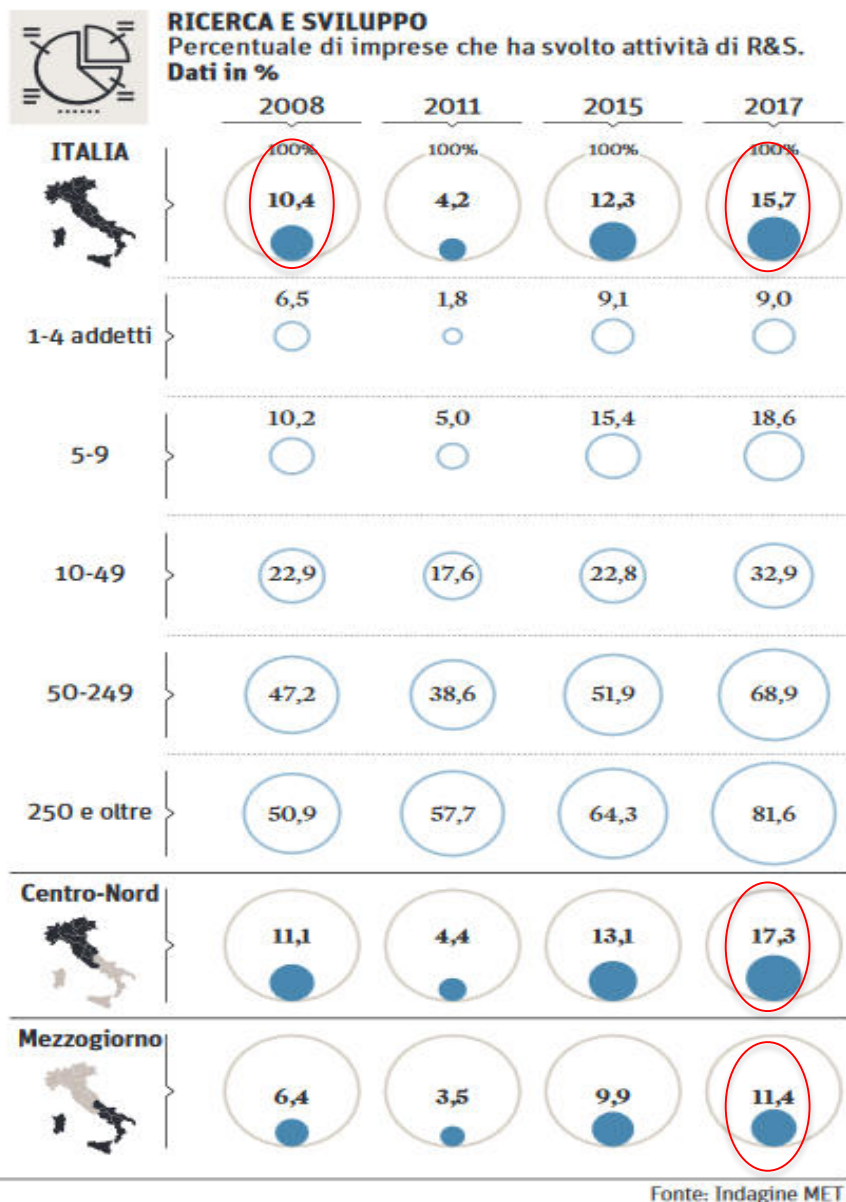 RICERCA E SVILUPPO
Percentuale di imprese che ha svolto attività di R&S.
Dati in %
2008 2011 2015 2017
ITALIA 100% 100% 100% 100%
10,4 4,2 12,3 15,7
6,5 1,8 9,1 9,0
1-4 addetti
10,2 5,0 15,4 18,6
5-9
10-49 22,9 17,6 22,8 32,9
50-249 47,2 38,6 51,9 68,9
250 e oltre 50,9 57,7 64,3 81,6
Centro-Nord
11,1 4,4 13,1 17,3
Mezzogiorno
6,4 3,5 9,9 11,4
Fonte: Indagine MET